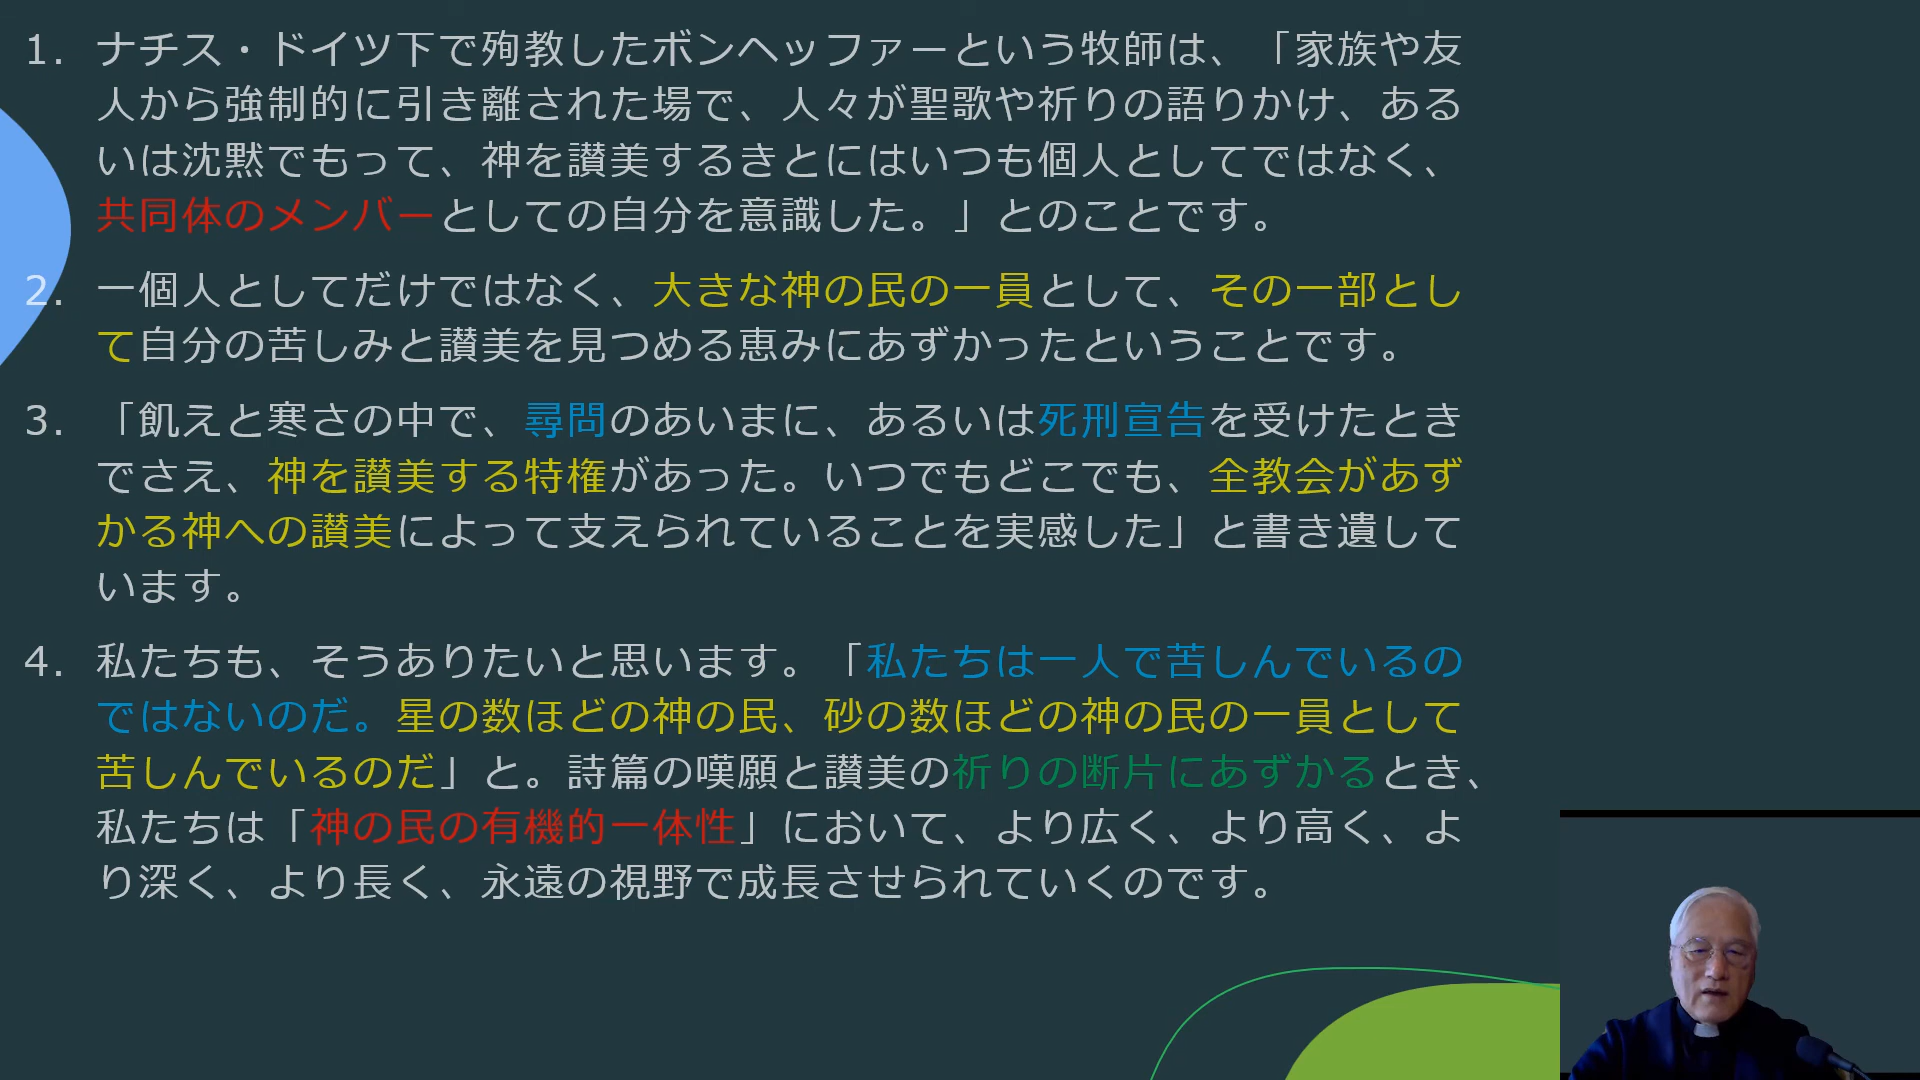 1. ナチス・ドイツ下で殉教したボンヘッファーという牧師は、「家族や友
人から強制的に引き離された場で、人々が聖歌や祈りの語りかけ、ある
いは沈黙でもって、神を讃美するきとにはいつも個人としてではなく、
共同体のメンバーとしての自分を意識した。」とのことです。
2. 一個人としてだけではなく、大きな神の民の一員として、その一部とし
て自分の苦しみと讃美を見つめる恵みにあずかったということです。
3. 「飢えと寒さの中で、尋問のあいまに、あるいは死刑宣告を受けたとき
でさえ、神を讃美する特権があった。いつでもどこでも、全教会があず
かる神への讃美によって支えられていることを実感した」と書き遺して
います。
4. 私たちも、そうありたいと思います。「私たちは一人で苦しんでいるの
ではないのだ。星の数ほどの神の民、砂の数ほどの神の民の一員として
苦しんでいるのだ」と。詩篇の嘆願と讃美の祈りの断片にあずかるとき、
私たちは「神の民の有機的一体性」において、より広く、より高く、よ
り深く、より長く、永遠の視野で成長させられていくのです。